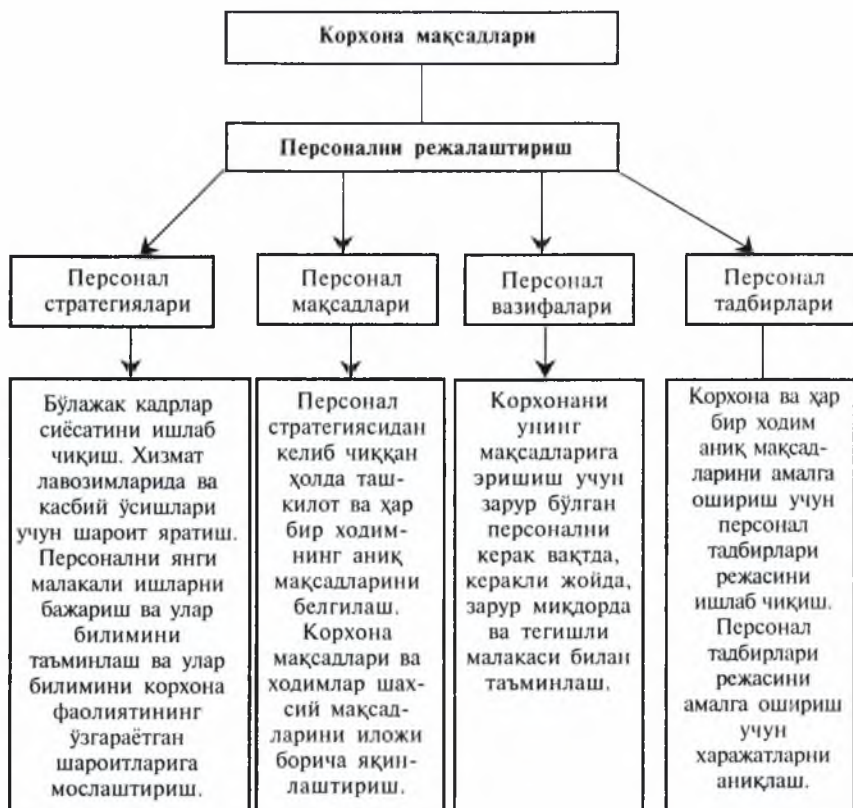 Корхона мақсадлари
Персонални режалаштириш
Персонал
стратегиялари
Персонал
мақсадлари
Персонал
вазифалари
Персонал
тадбирлари
Бўлажак кадрлар
сиёсатини ишлаб
чиқиш. Хизмат
лавозимларида ва
касбий ўсишлари
учун шароит яратиш.
Персонални янги
малакали ишларни
бажариш ва улар
билимини
таъминлаш ва улар
билимини корхона
фаолиятининг
ўзгараётган
шароитларига
мослаштириш.
Персонал
стратегиясидан
келиб чиққан
ҳолда таш-
килот ва ҳар
бир ходим-
нинг аниқ
мақсадларини
белгилаш.
Корхона
мақсадлари ва
ходимлар шах-
сий мақсад-
ларини иложи
борича яқин-
лаштириш.
Корхонани
унинг
мақсадларига
эришиш учун
зарур бўлган
персонални
керак вақтда,
керакли жойда,
зарур миқдорда
ва тегишли
малакаси билан
таъминлаш.
Корхона ва ҳар
бир ходим
аниқ мақсад-
ларини амалга
ошириш учун
персонал
тадбирлари
режасини
ишлаб чиқиш.
Персонал
тадбирлари
режасини
амалга ошириш
учун
харажатларни
аниқлаш.